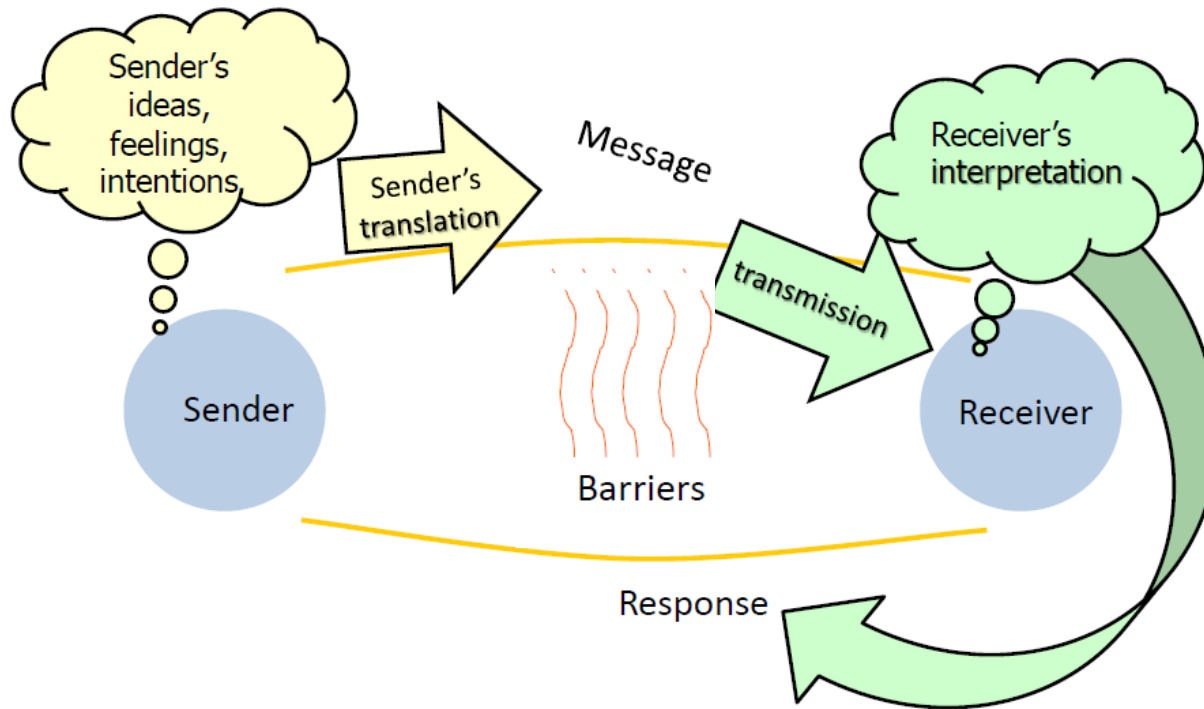 Sender’s
ideas,
feelings,
intentions
Sender’s
translation
Message
transmission
Receiver’s
interpretation
Sender
Barriers
Receiver
Response